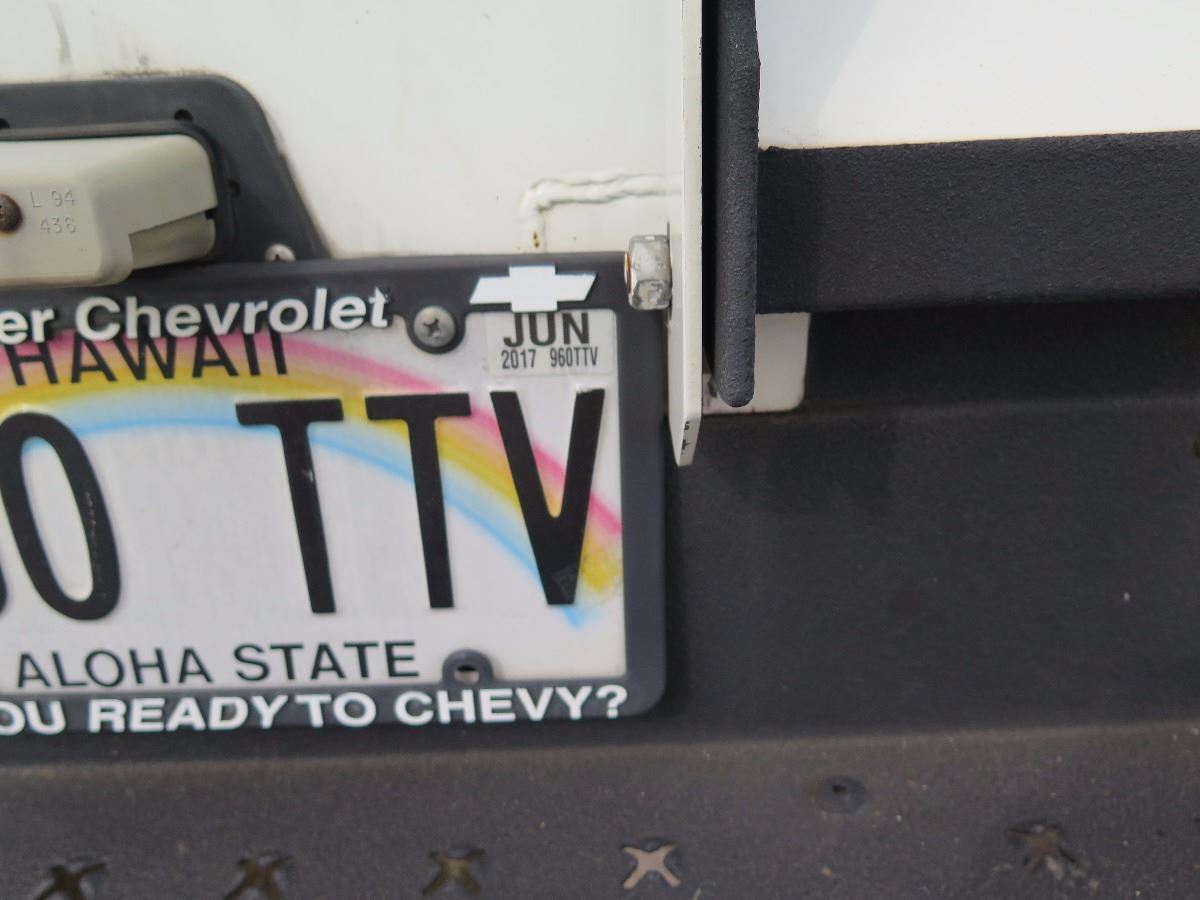 L 94
436
er Chevrolet
HAWAII
JUN
2017 960TTV
0 TTV
ALOHA STATE
OU READY TO CHEVY?